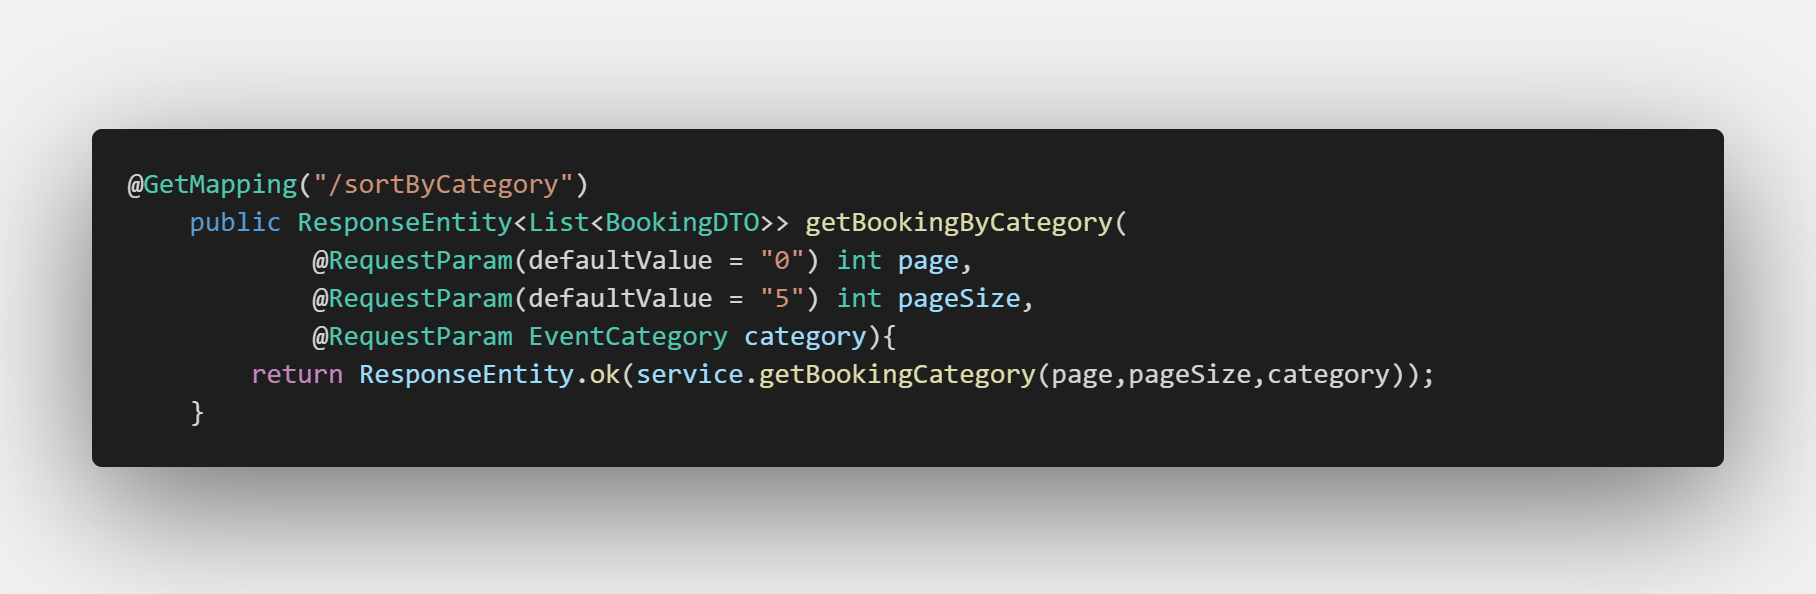 @GetMapping("/sortByCategory")
    public ResponseEntity<List<BookingDTO>> getBookingByCategory(
            @RequestParam(defaultValue = "0") int page,
            @RequestParam(defaultValue = "5") int pageSize,
            @RequestParam EventCategory category){
        return ResponseEntity.ok(service.getBookingCategory(page,pageSize,category));
    }